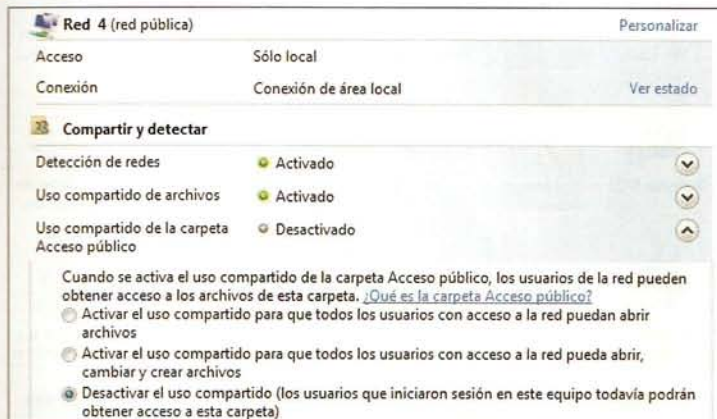 Red 4 (red pública) Personalizar
Acceso Sólo local
Conexión Conexión de área local Ver estado
Compartir y detectar
Detección de redes Activado
Uso compartido de archivos Activado
Uso compartido de la carpeta Desactivado
Acceso público
Cuando se activa el uso compartido de la carpeta Acceso público, los usuarios de la red pueden
obtener acceso a los archivos de esta carpeta. ¿Qué es la carpeta Acceso público?
Activar el uso compartido para que todos los usuarios con acceso a la red puedan abrir
archivos
Activar el uso compartido para que todos los usuarios con acceso a la red pueda abrir,
cambiar y crear archivos
Desactivar el uso compartido (los usuarios que iniciaron sesión en este equipo todavía podrán
obtener acceso a esta carpeta)